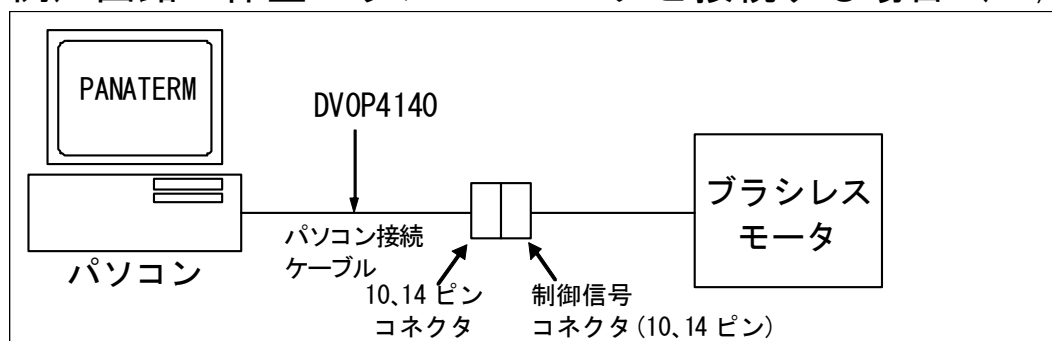 PANATERM
DV0P4140
ブラシレス
モータ
パソコン接続
ケーブル
パソコン
10、14 ピン
コネクタ
制御信号
コネクタ(10、14 ピン)